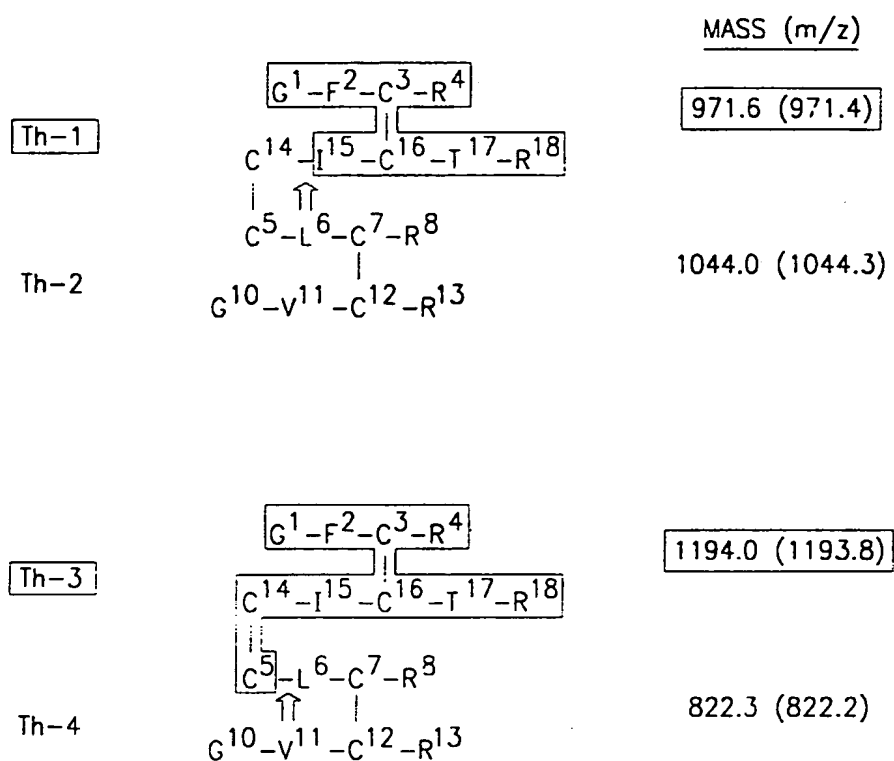 MASS (m/z)
G¹–F²–C³–R⁴
971.6 (971.4)
Th-1
C¹⁴–I¹⁵–C¹⁶–T¹⁷–R¹⁸
C⁵–L⁶–C⁷–R⁸
1044.0 (1044.3)
Th-2
G¹⁰–V¹¹–C¹²–R¹³
G¹–F²–C³–R⁴
1194.0 (1193.8)
Th-3
C¹⁴–I¹⁵–C¹⁶–T¹⁷–R¹⁸
C⁵–L⁶–C⁷–R⁸
822.3 (822.2)
Th-4
G¹⁰–V¹¹–C¹²–R¹³